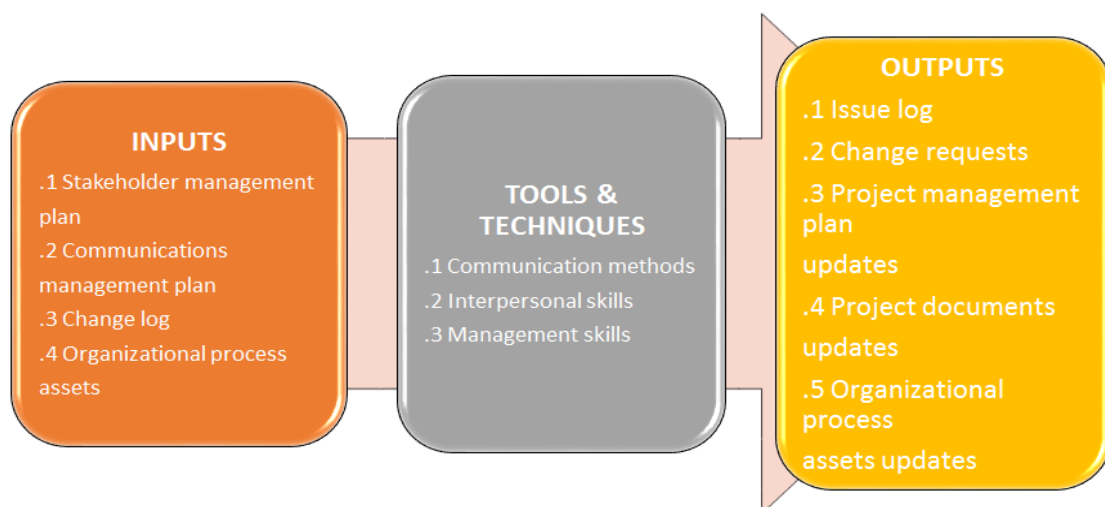 INPUTS
.1 Stakeholder management
plan
.2 Communications
management plan
.3 Change log
.4 Organizational process
assets
TOOLS &
TECHNIQUES
.1 Communication methods
.2 Interpersonal skills
.3 Management skills
OUTPUTS
.1 Issue log
.2 Change requests
.3 Project management
plan
updates
.4 Project documents
updates
.5 Organizational
process
assets updates